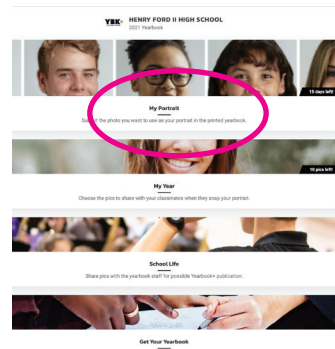 YBK+ HENRY FORD II HIGH SCHOOL
2021 Yearbook
15 days left!
My Portrait
Submit the photo you want to use as your portrait in the printed yearbook.
10 pics left!
My Year
Choose the pics to share with your classmates when they snap your portrait.
School Life
Share pics with the yearbook staff for possible Yearbook+ publication.
Get Your Yearbook